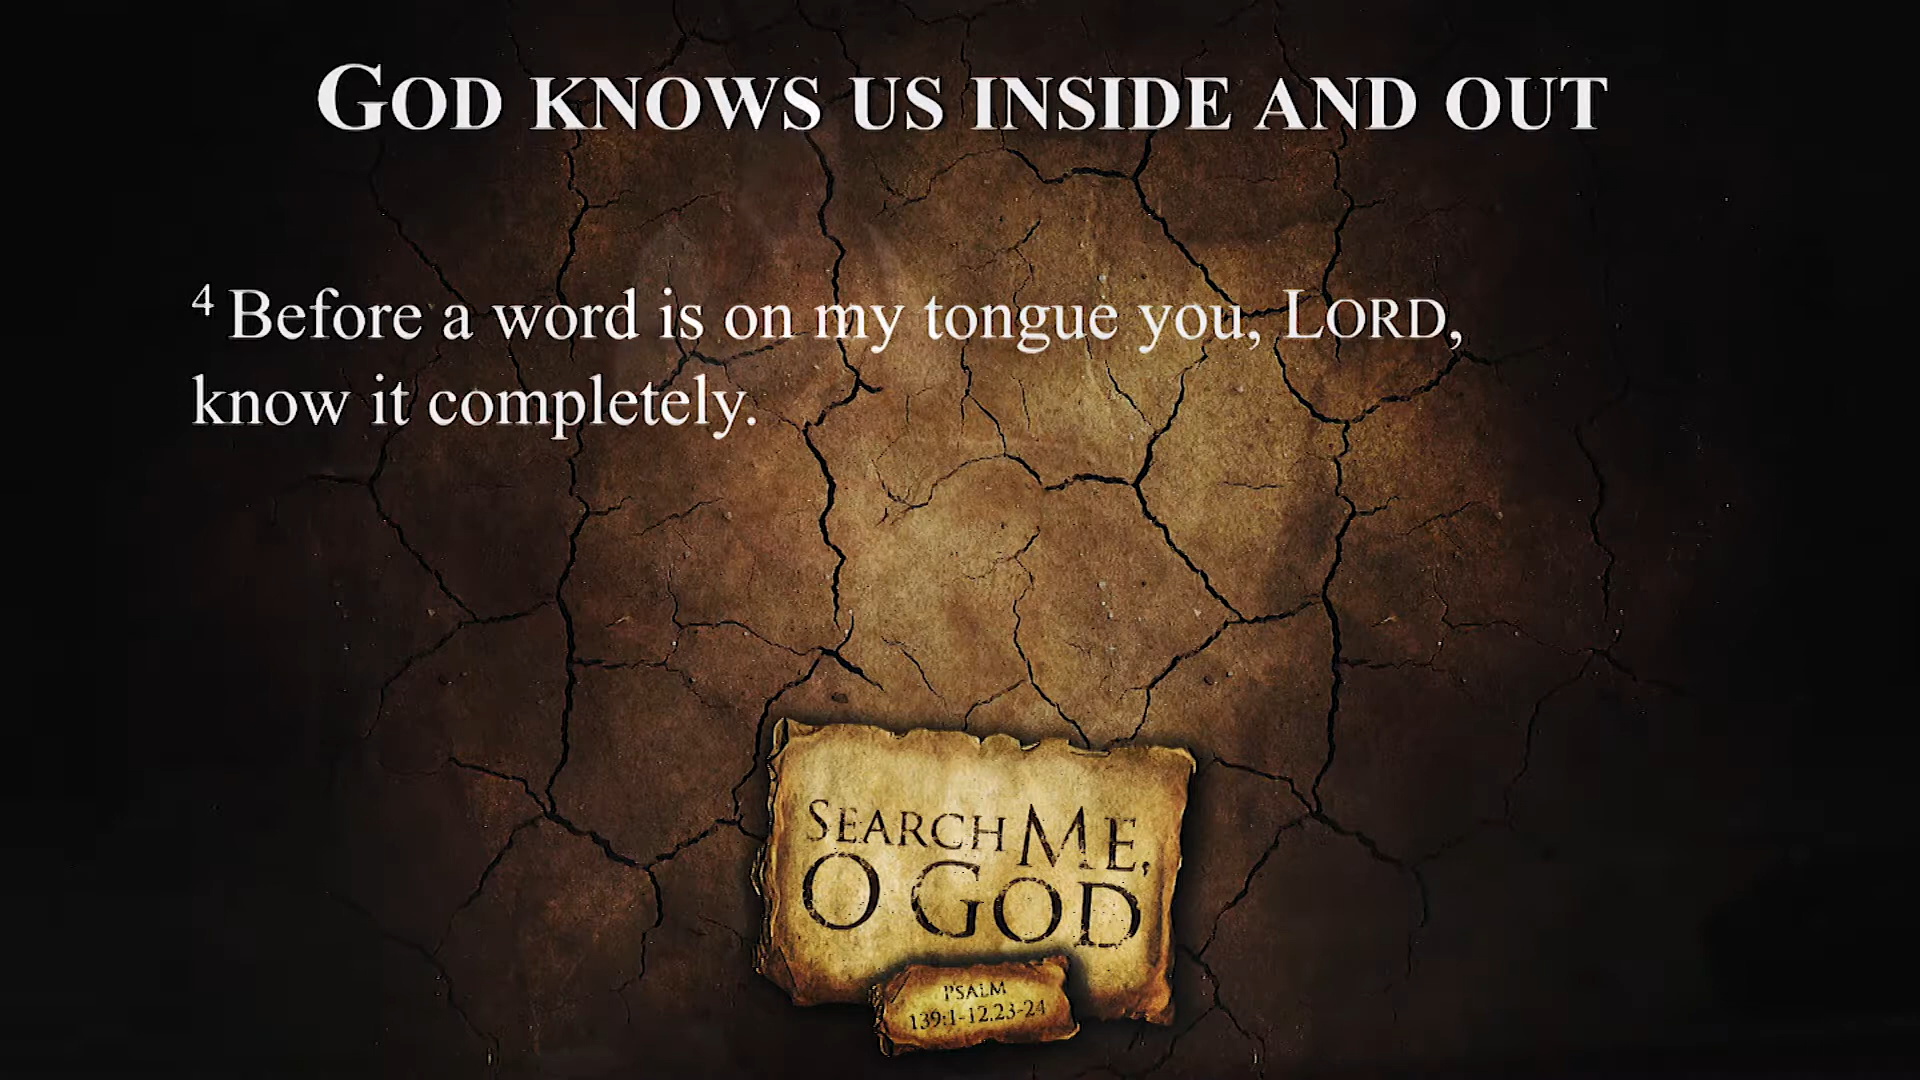 GOD KNOWS US INSIDE AND OUT
4 Before a word is on my tongue you, LORD,
know it completely.
SEARCH ME,
O GOD
PSALM
139:1-12,23-24